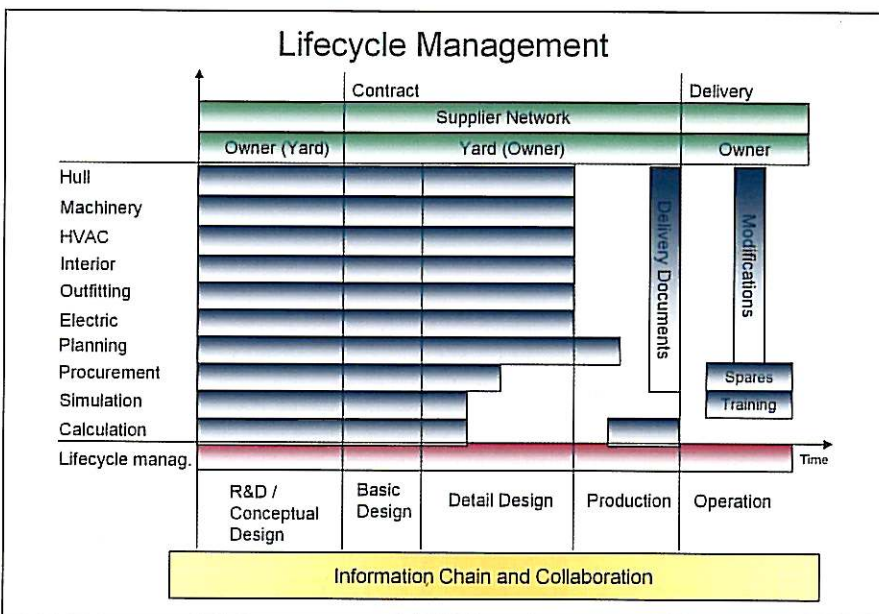 Lifecycle Management
Contract
Delivery
Supplier Network
Owner (Yard)
Yard (Owner)
Owner
Hull
Machinery
HVAC
Interior
Outfitting
Electric
Planning
Procurement
Simulation
Calculation
Lifecycle manag.
Delivery Documents
Modifications
Spares
Training
Time
R&D /
Conceptual
Design
Basic
Design
Detail Design
Production
Operation
Information Chain and Collaboration